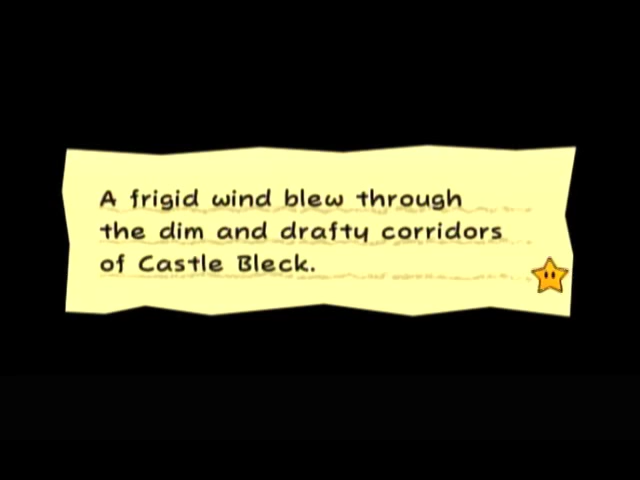 A frigid wind blew through
the dim and drafty corridors
of Castle Bleck.